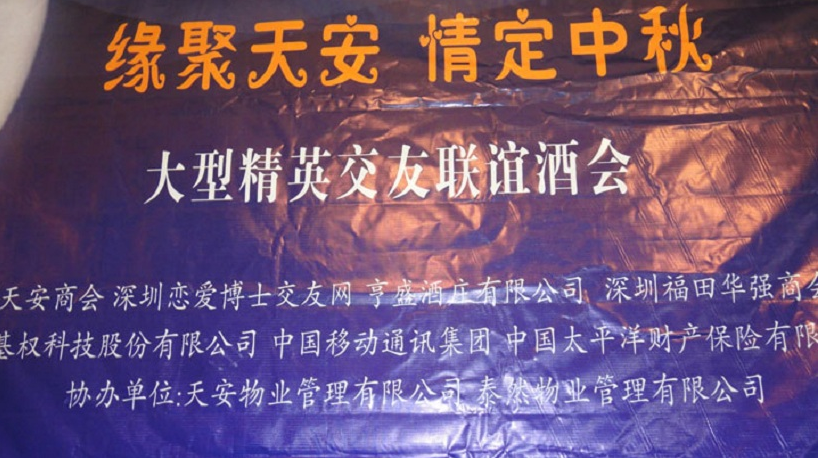 缘聚天安 情定中秋
大型精英交友联谊酒会
天安商会 深圳恋爱博士交友网 亨盛酒庄有限公司 深圳福田华强商会
基权科技股份有限公司 中国移动通讯集团 中国太平洋财产保险有限
协办单位:天安物业管理有限公司 泰然物业管理有限公司